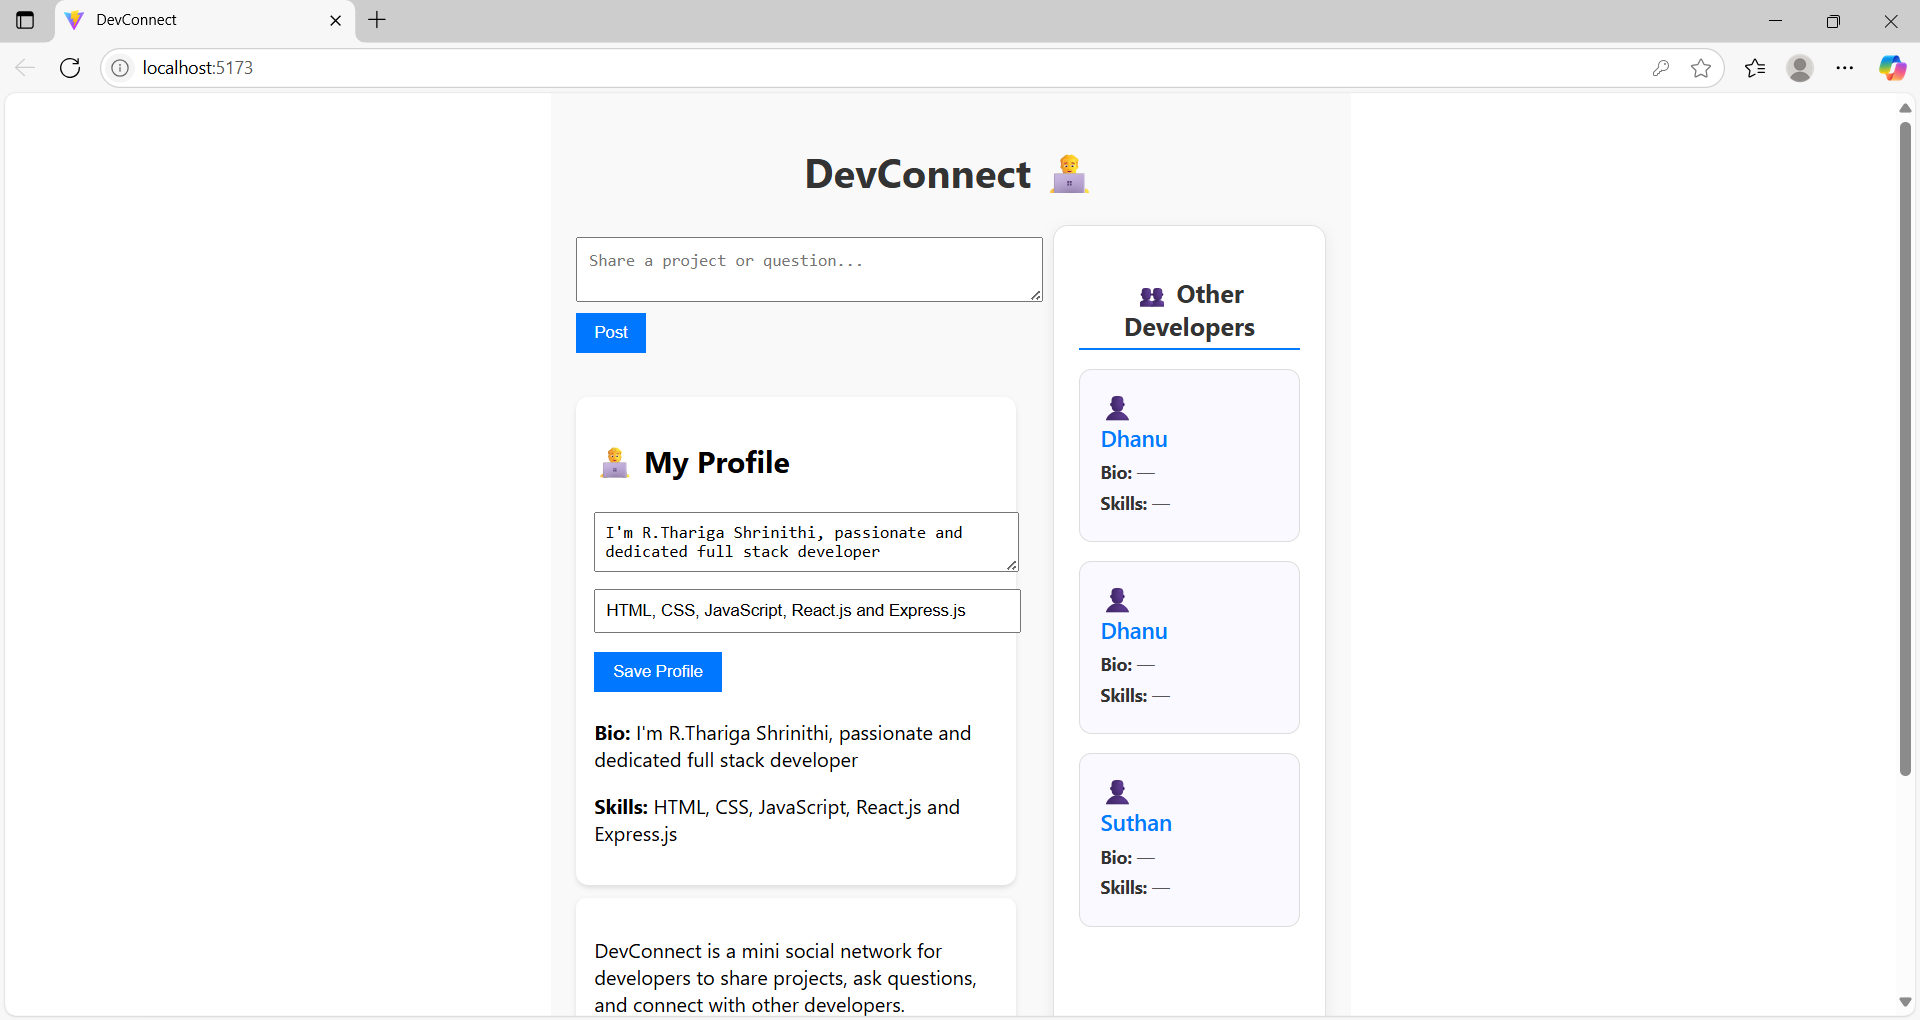 DevConnect
localhost:5173
DevConnect
Share a project or question...
Post
My Profile
I'm R.Thariga Shrinithi, passionate and
dedicated full stack developer
HTML, CSS, JavaScript, React.js and Express.js
Save Profile
Bio: I'm R.Thariga Shrinithi, passionate and
dedicated full stack developer
Skills: HTML, CSS, JavaScript, React.js and
Express.js
DevConnect is a mini social network for
developers to share projects, ask questions,
and connect with other developers.
Other
Developers
Dhanu
Bio: —
Skills: —
Dhanu
Bio: —
Skills: —
Suthan
Bio: —
Skills: —